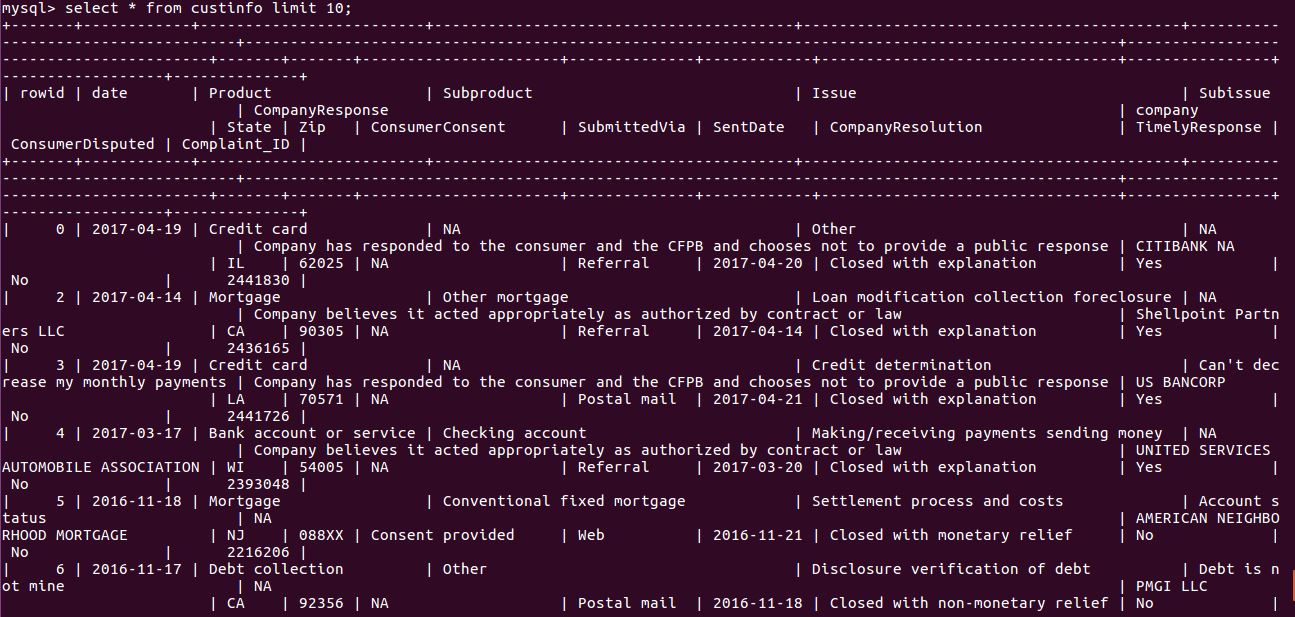 mysql> select * from custinfo limit 10;
+-------+------------+-------------------------+----------------------------------------+------------------------------------------+----------
--------------------------+-------------------------------------------------------------------------------------------------+-----------------
-----------------------+-------+-------+----------------------+--------------+------------+---------------------------------+----------------+
------------------+--------------+
| rowid | date       | Product                 | Subproduct                             | Issue                                    | Subissue
                          | CompanyResponse                                                                                 | company
                       | State | Zip   | ConsumerConsent      | SubmittedVia | SentDate   | CompanyResolution               | TimelyResponse |
 ConsumerDisputed | Complaint_ID |
+-------+------------+-------------------------+----------------------------------------+------------------------------------------+----------
--------------------------+-------------------------------------------------------------------------------------------------+-----------------
-----------------------+-------+-------+----------------------+--------------+------------+---------------------------------+----------------+
------------------+--------------+
|     0 | 2017-04-19 | Credit card             | NA                                     | Other                                    | NA
                          | Company has responded to the consumer and the CFPB and chooses not to provide a public response | CITIBANK NA
                       | IL    | 62025 | NA                   | Referral     | 2017-04-20 | Closed with explanation         | Yes            |
 No               |      2441830 |
|     2 | 2017-04-14 | Mortgage                | Other mortgage                         | Loan modification collection foreclosure | NA
                          | Company believes it acted appropriately as authorized by contract or law                        | Shellpoint Partn
ers LLC                | CA    | 90305 | NA                   | Referral     | 2017-04-14 | Closed with explanation         | Yes            |
 No               |      2436165 |
|     3 | 2017-04-19 | Credit card             | NA                                     | Credit determination                     | Can't dec
rease my monthly payments | Company has responded to the consumer and the CFPB and chooses not to provide a public response | US BANCORP
                       | LA    | 70571 | NA                   | Postal mail  | 2017-04-21 | Closed with explanation         | Yes            |
 No               |      2441726 |
|     4 | 2017-03-17 | Bank account or service | Checking account                       | Making/receiving payments sending money  | NA
                          | Company believes it acted appropriately as authorized by contract or law                        | UNITED SERVICES
AUTOMOBILE ASSOCIATION | WI    | 54005 | NA                   | Referral     | 2017-03-20 | Closed with explanation         | Yes            |
 No               |      2393048 |
|     5 | 2016-11-18 | Mortgage                | Conventional fixed mortgage            | Settlement process and costs             | Account s
tatus                     | NA                                                                                              | AMERICAN NEIGHBO
RHOOD MORTGAGE         | NJ    | 088XX | Consent provided     | Web          | 2016-11-21 | Closed with monetary relief     | No             |
 No               |      2216206 |
|     6 | 2016-11-17 | Debt collection         | Other                                  | Disclosure verification of debt          | Debt is n
ot mine                   | NA                                                                                              | PMGI LLC
                       | CA    | 92356 | NA                   | Postal mail  | 2016-11-18 | Closed with non-monetary relief | No             |